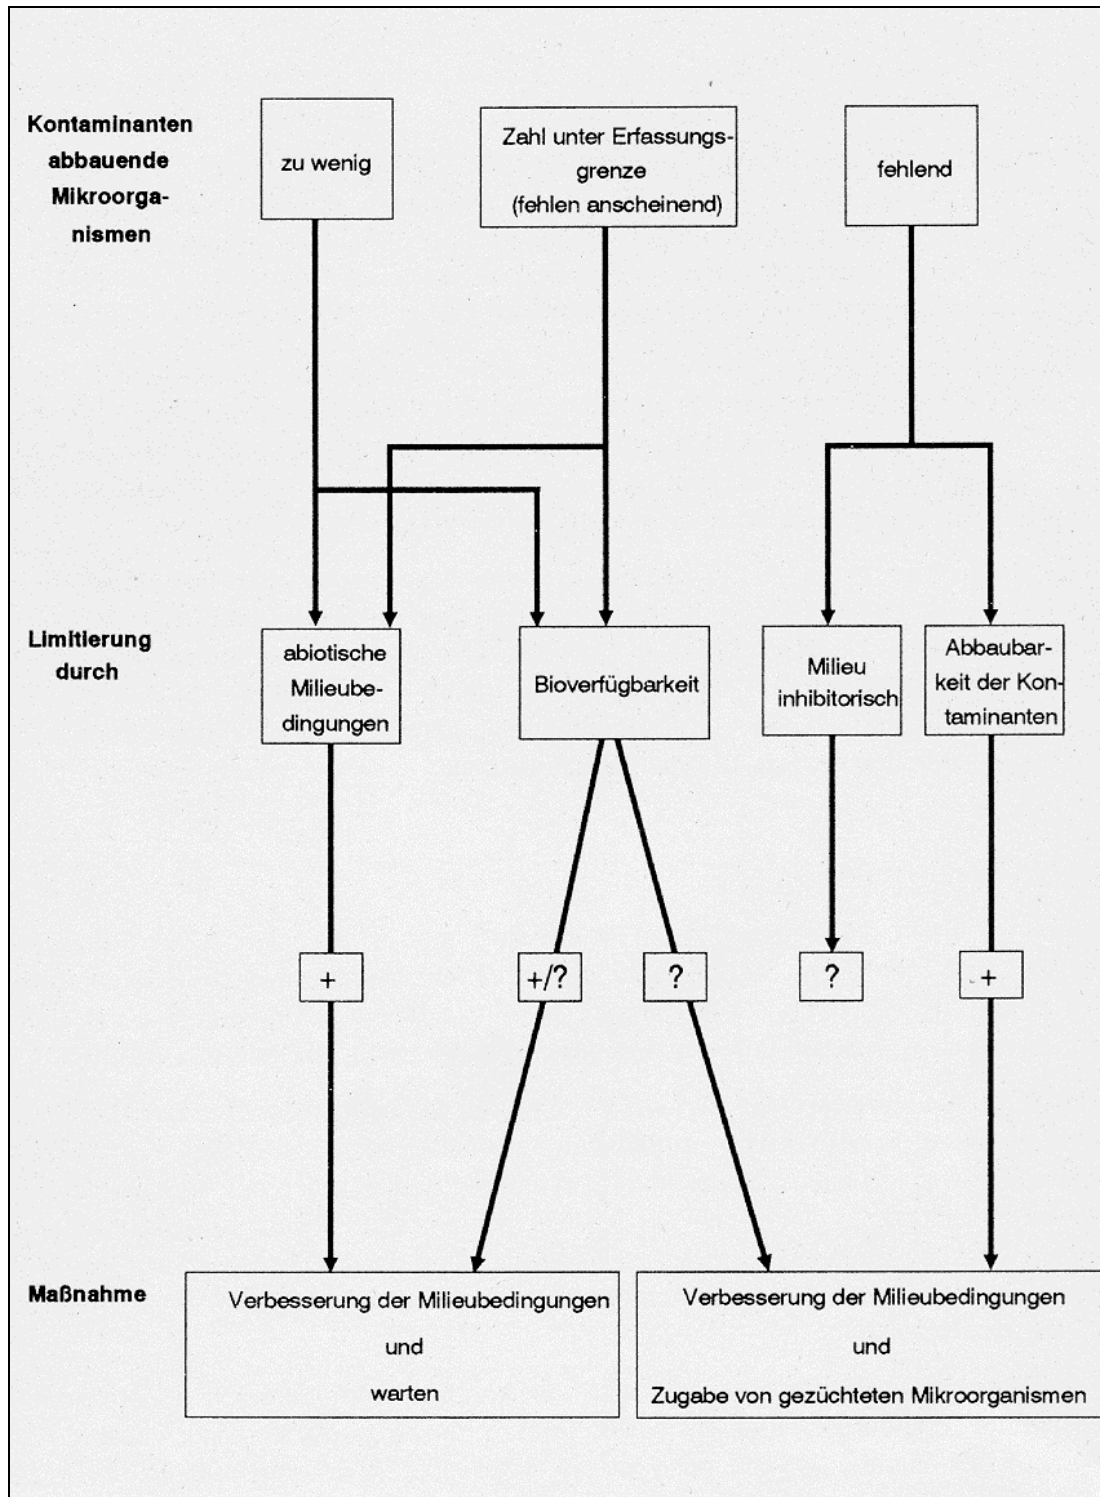 Kontaminanten
abbauende
Mikroorga-
nismen
zu wenig
Zahl unter Erfassungs-
grenze
(fehlen anscheinend)
fehlend
Limitierung
durch
abiotische
Milieube-
dingungen
Bioverfügbarkeit
Milieu
inhibitorisch
Abbaubar-
keit der Kon-
taminanten
+
+/?
?
?
+
Maßnahme
Verbesserung der Milieubedingungen
und
warten
Verbesserung der Milieubedingungen
und
Zugabe von gezüchteten Mikroorganismen